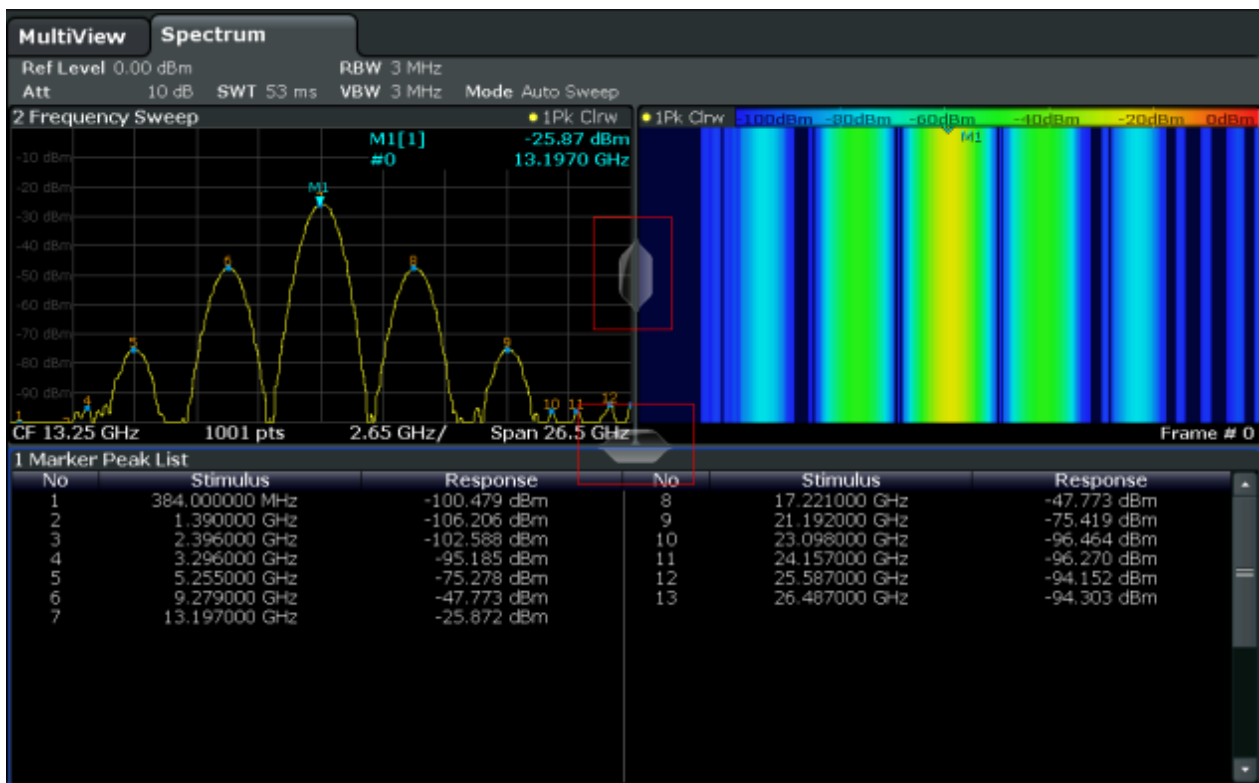 MultiView Spectrum
Ref Level 0.00 dBm RBW 3 MHz
Att 10 dB SWT 53 ms VBW 3 MHz Mode Auto Sweep
2 Frequency Sweep 1Pk Clrw
M1[1] -25.87 dBm
#0 13.1970 GHz
-10 dBm
-20 dBm
M1
-30 dBm
-40 dBm
6 8
-50 dBm
-60 dBm
-70 dBm
5 9
-80 dBm
-90 dBm
4 10 11 12
1
CF 13.25 GHz 1001 pts 2.65 GHz/ Span 26.5 GHz
1Pk Clrw -100dBm -80dBm -60dBm -40dBm -20dBm 0dBm
M1
Frame # 0
1 Marker Peak List
No Stimulus Response No Stimulus Response
1 384.000000 MHz -100.479 dBm 8 17.221000 GHz -47.773 dBm
2 1.390000 GHz -106.206 dBm 9 21.192000 GHz -75.419 dBm
3 2.396000 GHz -102.588 dBm 10 23.098000 GHz -96.464 dBm
4 3.296000 GHz -95.185 dBm 11 24.157000 GHz -96.270 dBm
5 5.255000 GHz -75.278 dBm 12 25.587000 GHz -94.152 dBm
6 9.279000 GHz -47.773 dBm 13 26.487000 GHz -94.303 dBm
7 13.197000 GHz -25.872 dBm